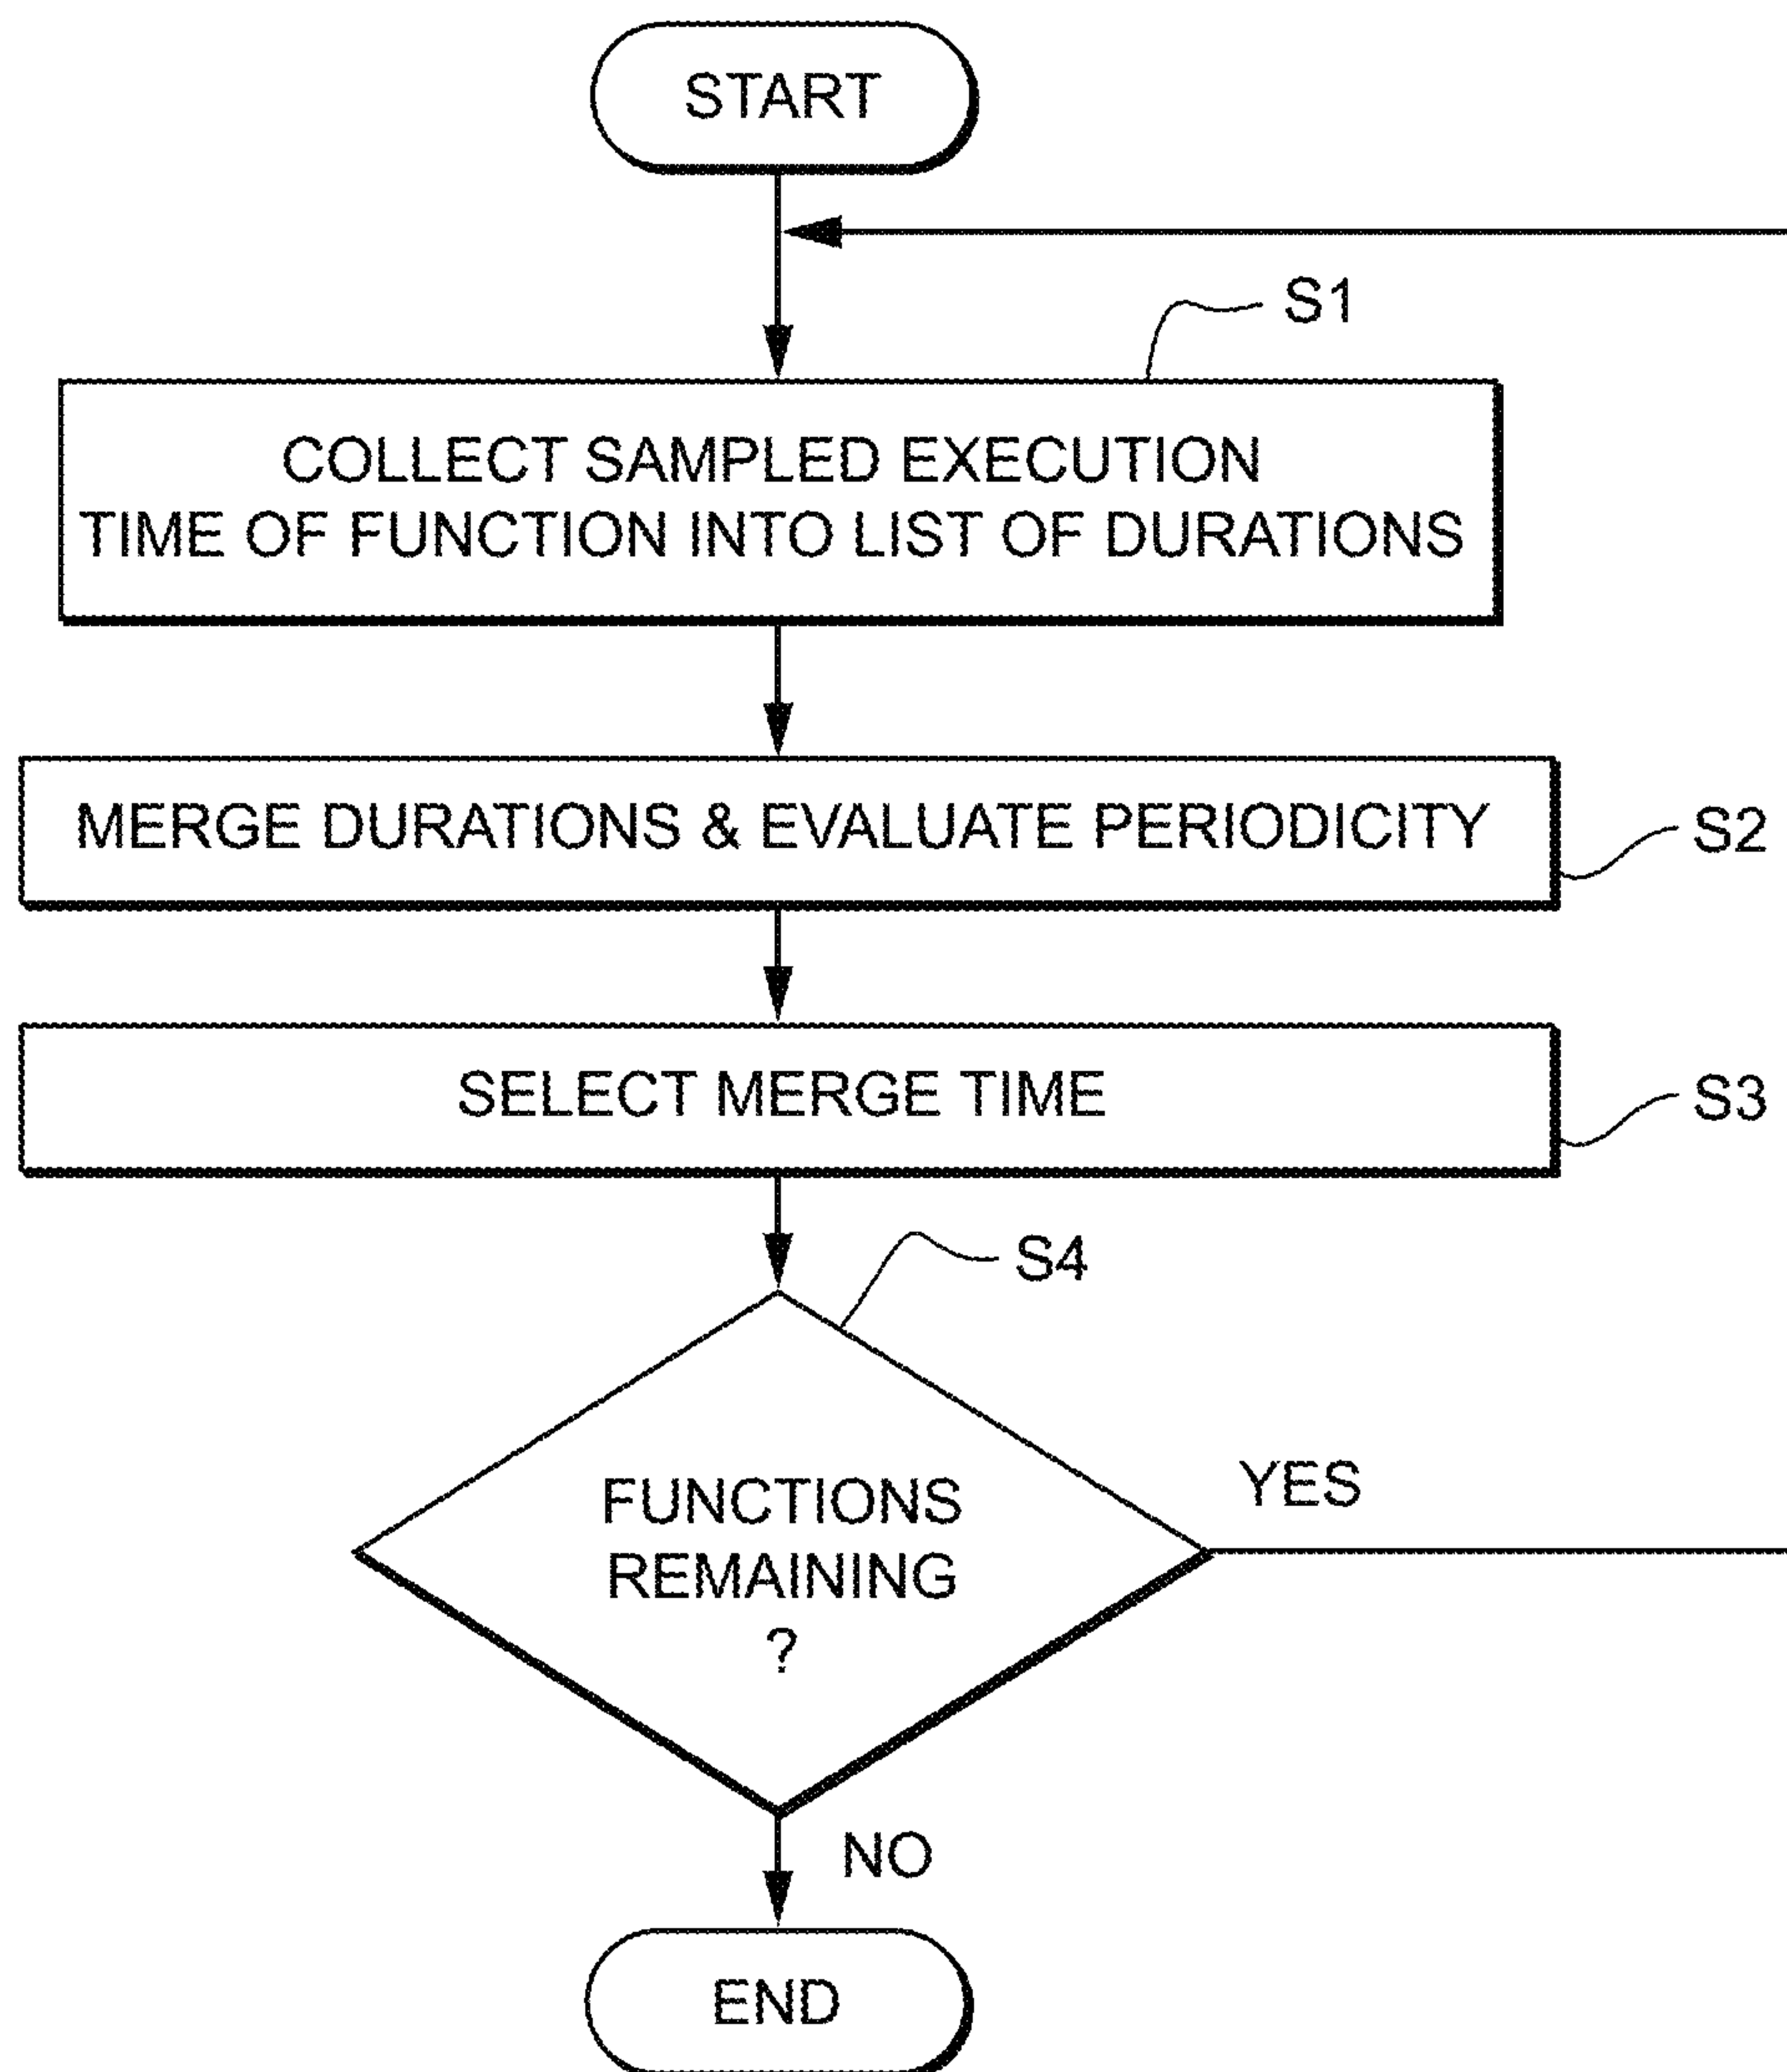 START
S1
COLLECT SAMPLED EXECUTION
TIME OF FUNCTION INTO LIST OF DURATIONS
MERGE DURATIONS & EVALUATE PERIODICITY
S2
SELECT MERGE TIME
S3
S4
FUNCTIONS
REMAINING
?
YES
NO
END